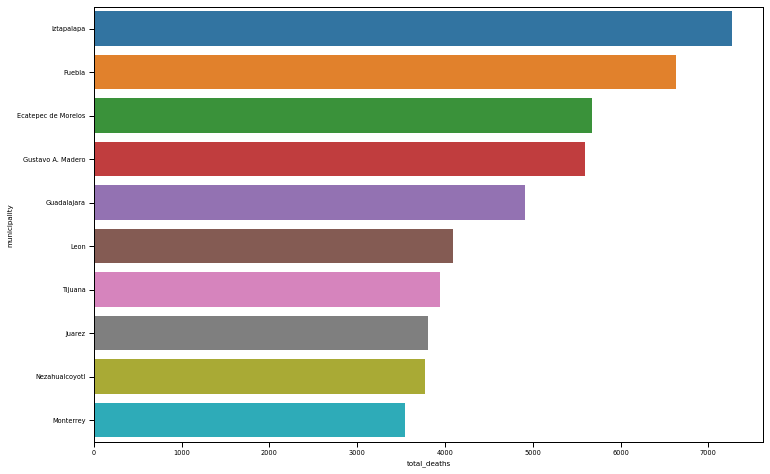 Iztapalapa
Puebla
Ecatepec de Morelos
Gustavo A. Madero
Guadalajara
Leon
Tijuana
Juarez
Nezahualcoyotl
Monterrey
municipality
0 1000 2000 3000 4000 5000 6000 7000
total_deaths